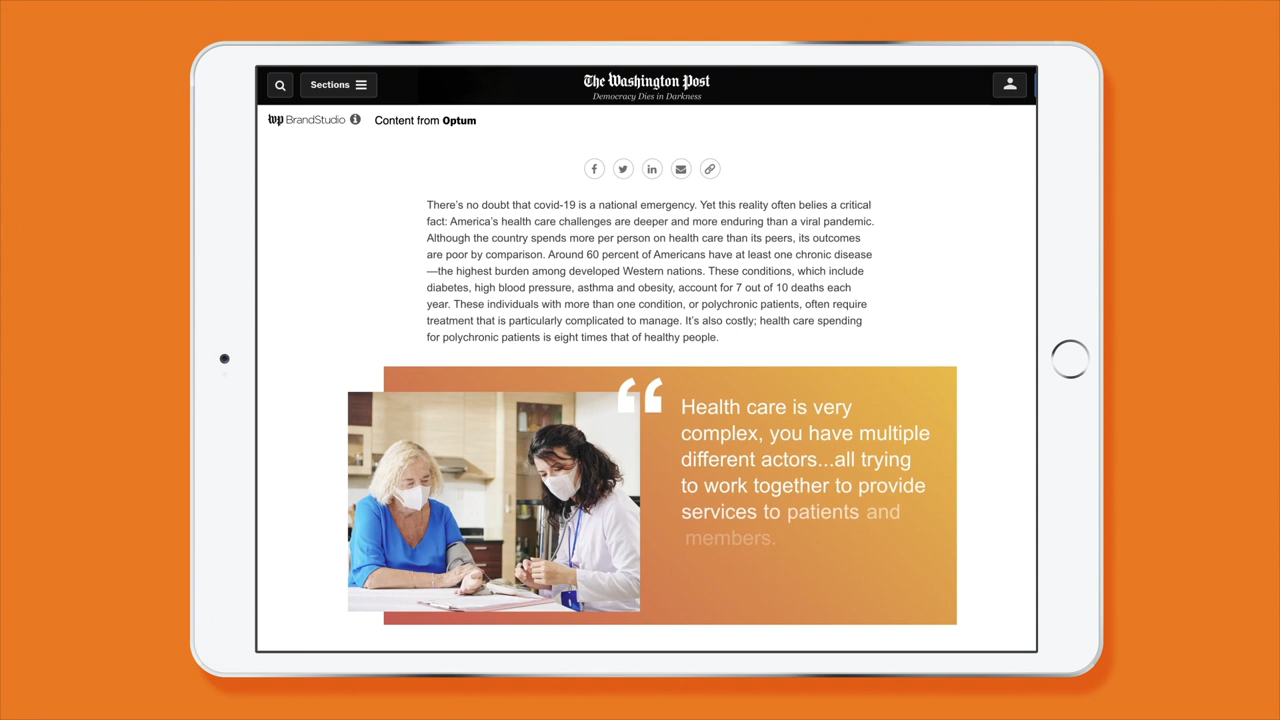 Sections
The Washington Post
Democracy Dies in Darkness
wp BrandStudio
Content from Optum
There's no doubt that covid-19 is a national emergency. Yet this reality often belies a critical
fact: America's health care challenges are deeper and more enduring than a viral pandemic.
Although the country spends more per person on health care than its peers, its outcomes
are poor by comparison. Around 60 percent of Americans have at least one chronic disease
—the highest burden among developed Western nations. These conditions, which include
diabetes, high blood pressure, asthma and obesity, account for 7 out of 10 deaths each
year. These individuals with more than one condition, or polychronic patients, often require
treatment that is particularly complicated to manage. It's also costly; health care spending
for polychronic patients is eight times that of healthy people.
“
Health care is very
complex, you have multiple
different actors...all trying
to work together to provide
services to patients and
members.